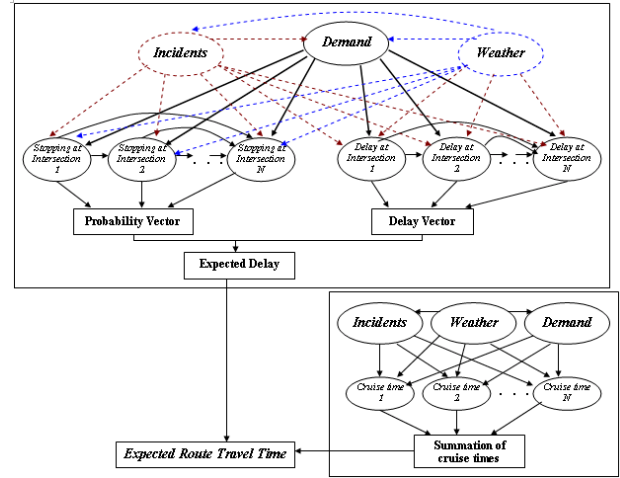 Demand
Incidents
Weather
Stopping at
Intersection
1
Stopping at
Intersection
2
. . .
Stopping at
Intersection
N
Delay at
Intersection
1
Delay at
Intersection
2
. . .
Delay at
Intersection
N
Probability Vector
Delay Vector
Expected Delay
Incidents
Weather
Demand
Cruise time
1
Cruise time
2
. . .
Cruise time
N
Summation of
cruise times
Expected Route Travel Time